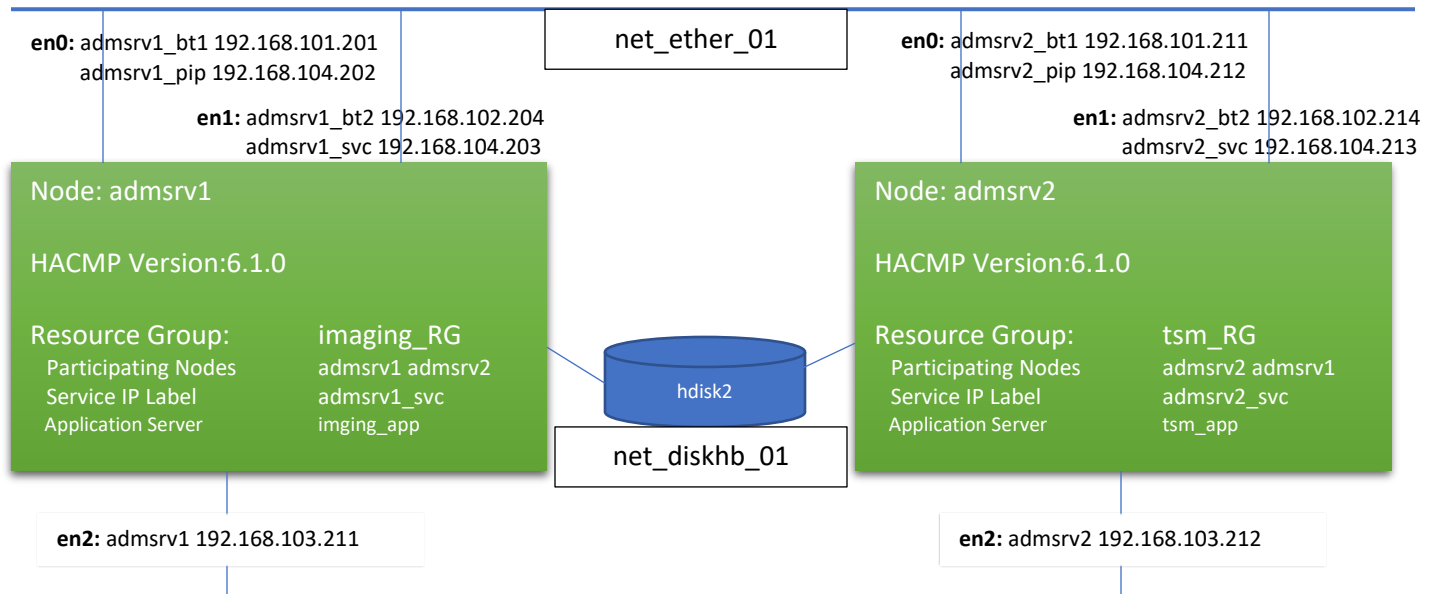 en0: admsrv1_bt1 192.168.101.201
admsrv1_pip 192.168.104.202
net_ether_01
en0: admsrv2_bt1 192.168.101.211
admsrv2_pip 192.168.104.212
en1: admsrv1_bt2 192.168.102.204
admsrv1_svc 192.168.104.203
en1: admsrv2_bt2 192.168.102.214
admsrv2_svc 192.168.104.213
Node: admsrv1
HACMP Version:6.1.0
Resource Group: imaging_RG
Participating Nodes admsrv1 admsrv2
Service IP Label admsrv1_svc
Application Server imging_app
hdisk2
net_diskhb_01
Node: admsrv2
HACMP Version:6.1.0
Resource Group: tsm_RG
Participating Nodes admsrv2 admsrv1
Service IP Label admsrv2_svc
Application Server tsm_app
en2: admsrv1 192.168.103.211
en2: admsrv2 192.168.103.212